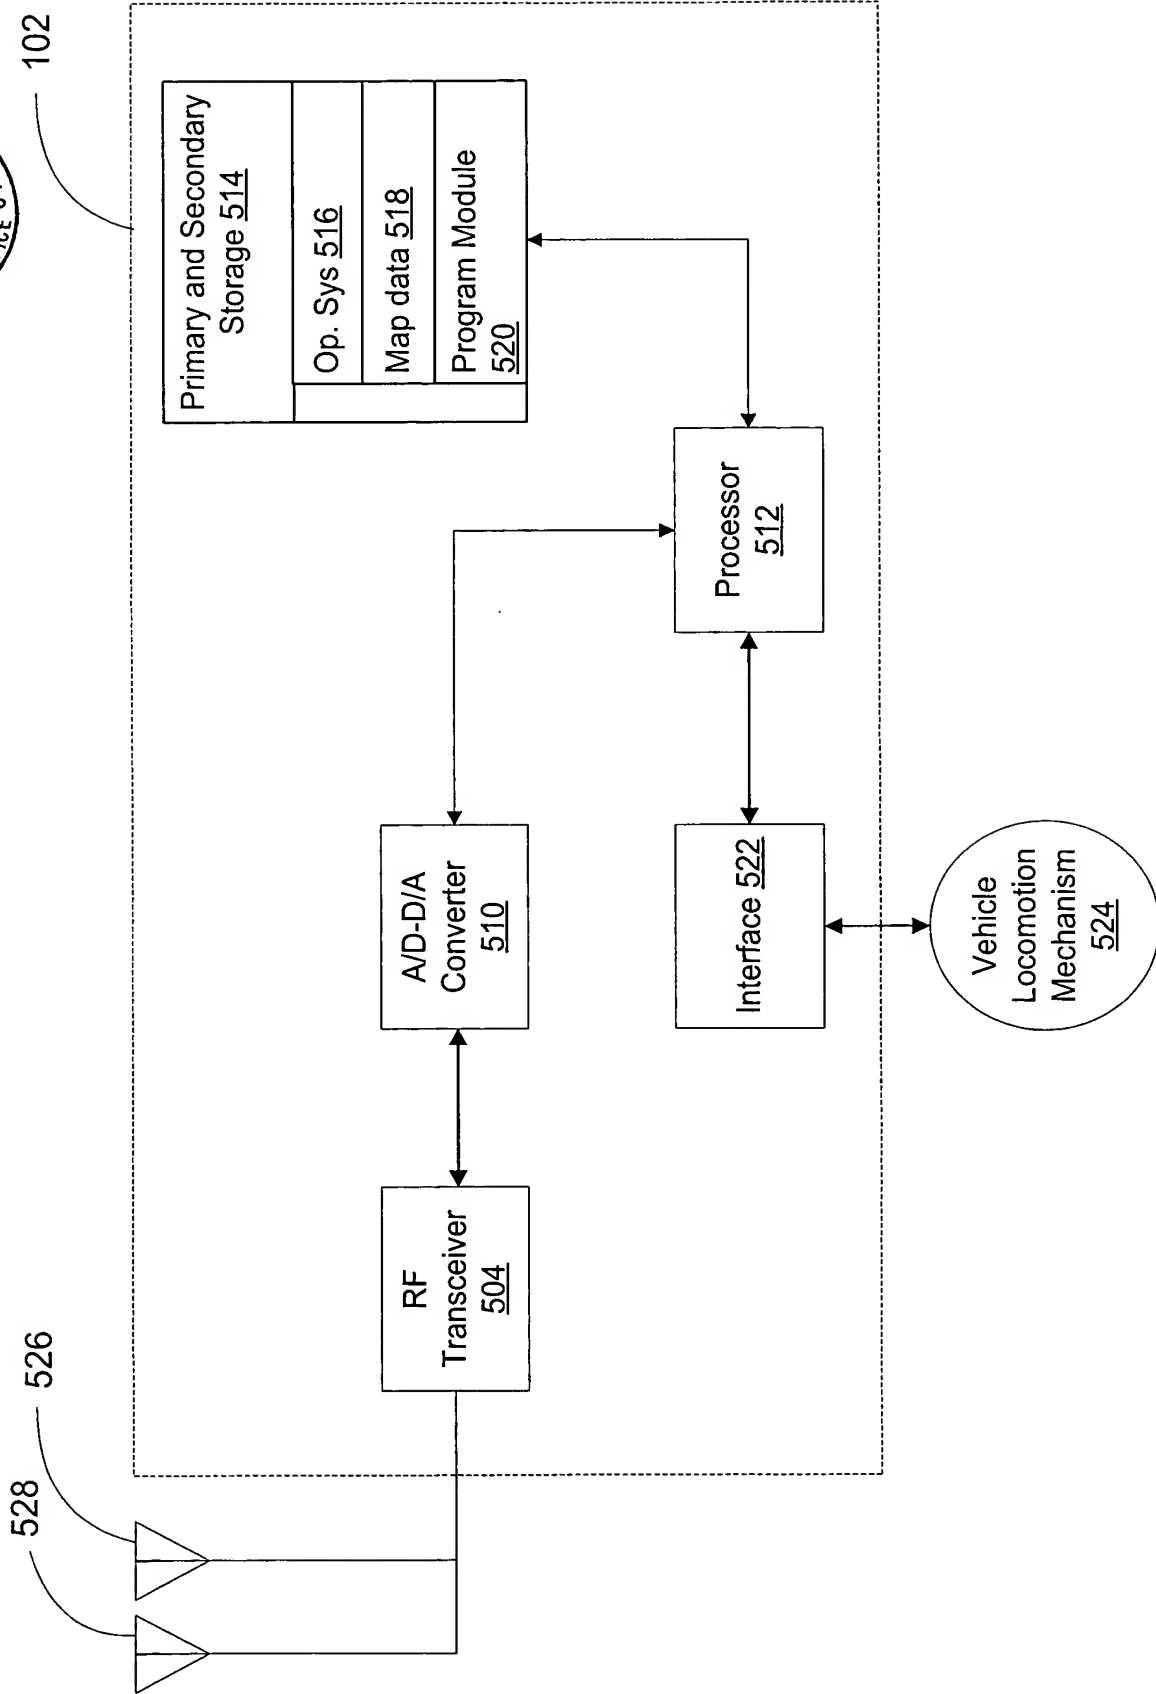 102
Primary and Secondary
Storage 514
Op. Sys 516
Map data 518
Program Module
520
Processor
512
A/D-D/A
Converter
510
Interface 522
RF
Transceiver
504
Vehicle
Locomotion
Mechanism
524
526
528